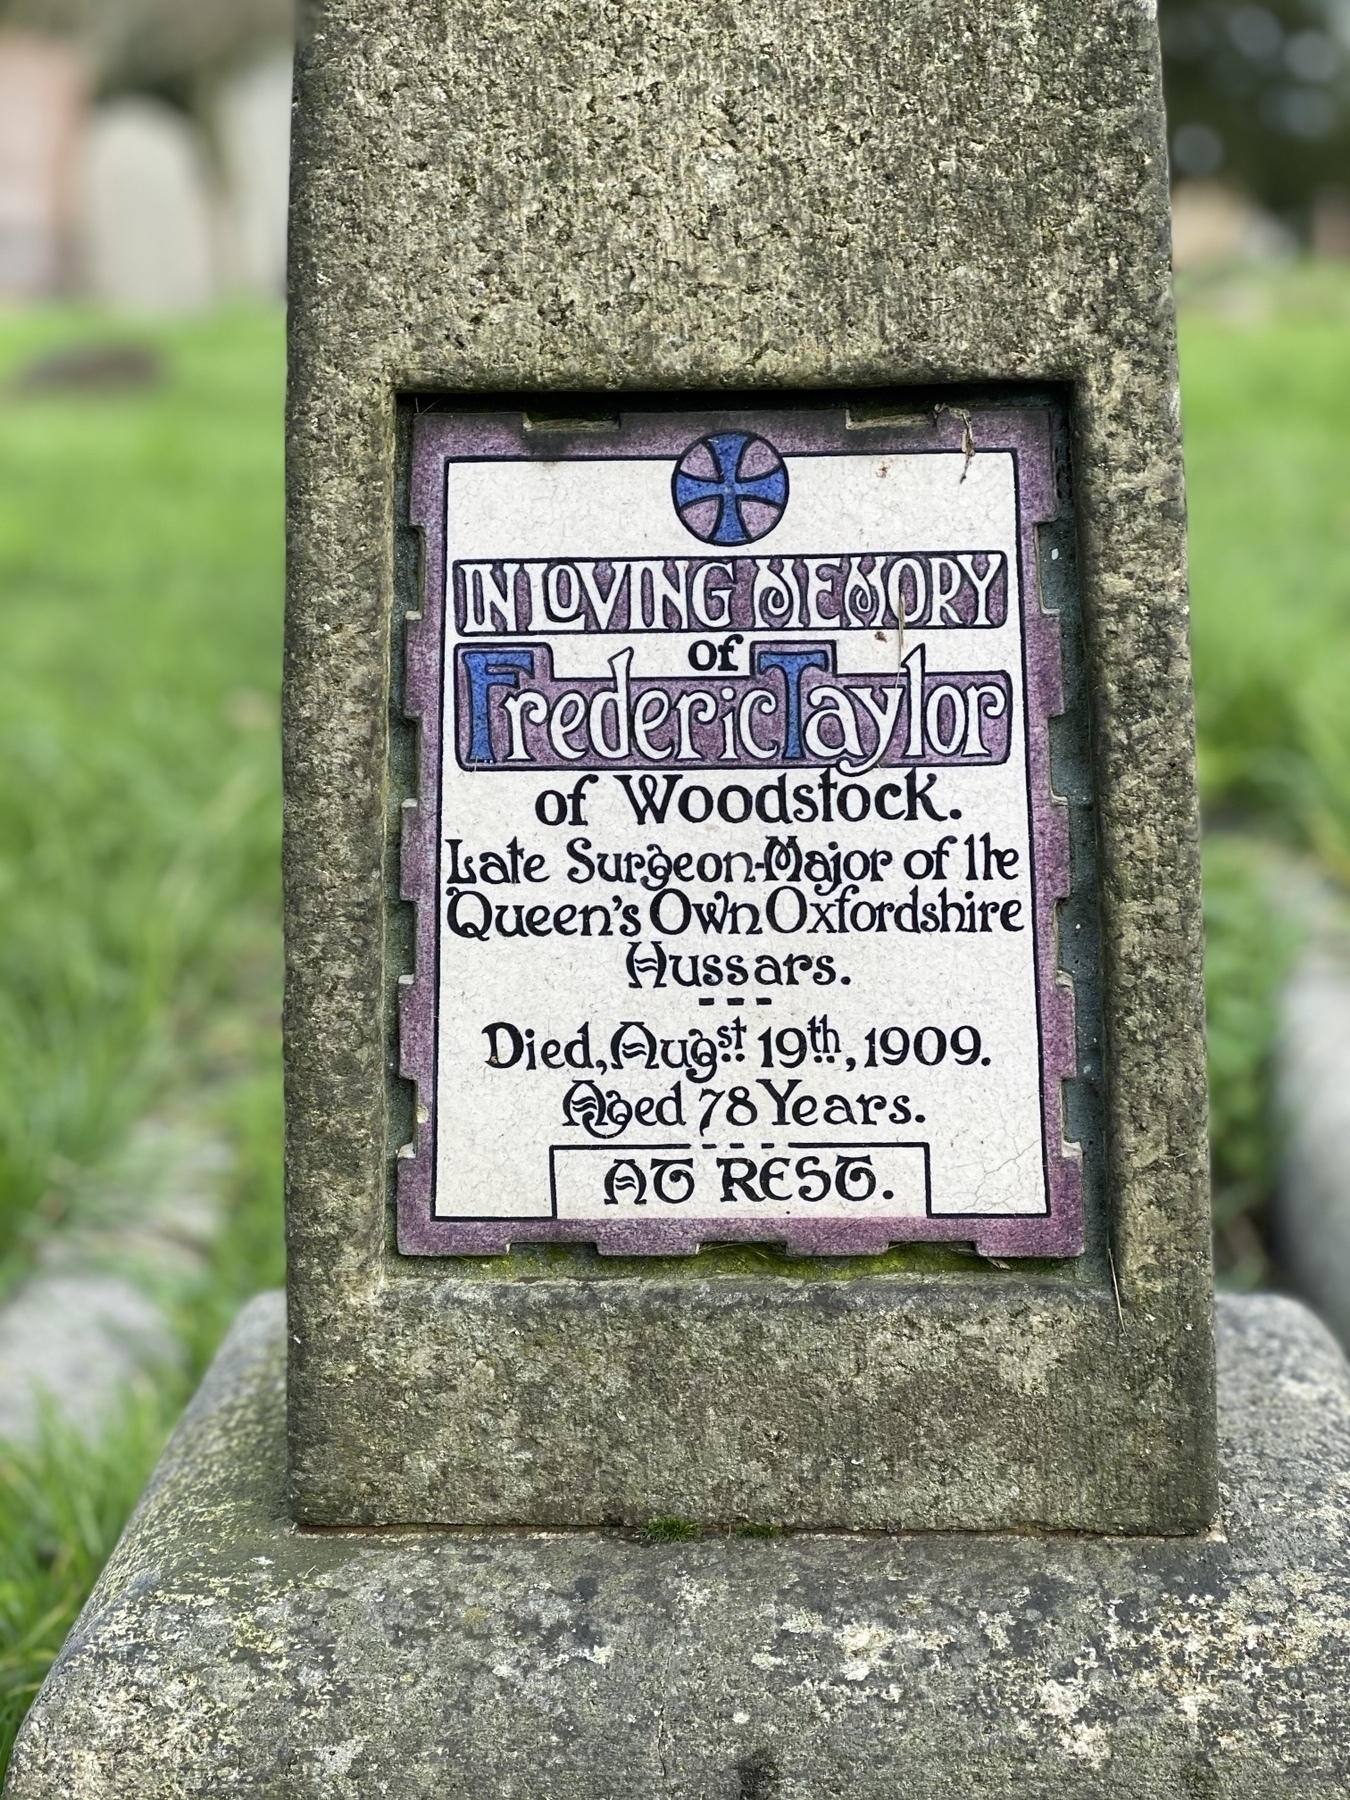 IN LOVING MEMORY
of
Frederic Taylor
of Woodstock.
Late Surgeon-Major of the
Queen's Own Oxfordshire
Hussars.
Died, Augst 19th, 1909.
Aged 78 Years.
AT REST.